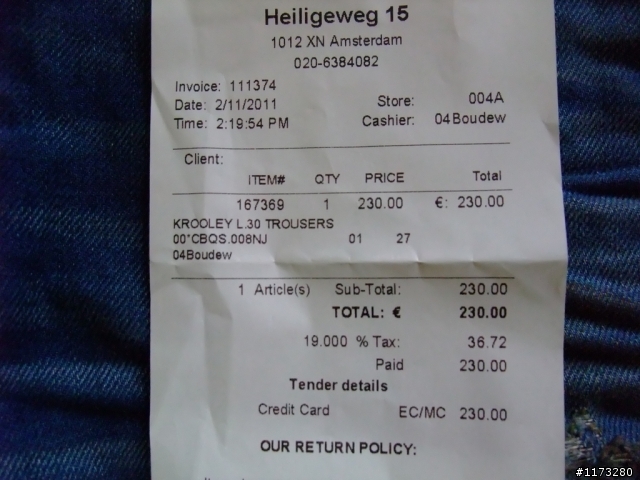 Heiligeweg 15
1012 XN Amsterdam
020-6384082
Invoice: 111374
Date: 2/11/2011 Store: 004A
Time: 2:19:54 PM Cashier: 04Boudew
Client:
ITEM# QTY PRICE Total
167369 1 230.00 €: 230.00
KROOLEY L.30 TROUSERS
00*CBQS.008NJ 01 27
04Boudew
1 Article(s) Sub-Total: 230.00
TOTAL: € 230.00
19.000 % Tax: 36.72
Paid 230.00
Tender details
Credit Card EC/MC 230.00
OUR RETURN POLICY:
#1173280